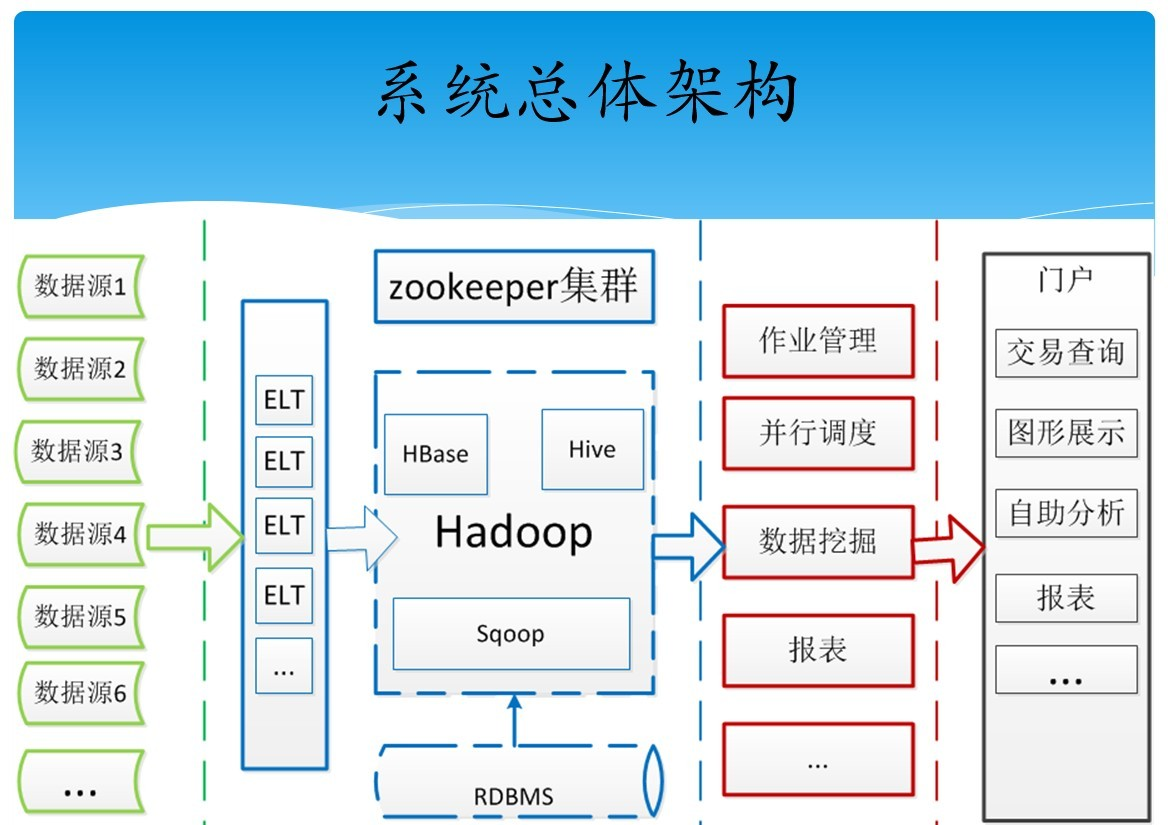 系统总体架构
数据源1
数据源2
数据源3
数据源4
数据源5
数据源6
...
ELT
ELT
ELT
ELT
...
zookeeper集群
HBase
Hive
Hadoop
Sqoop
RDBMS
作业管理
并行调度
数据挖掘
报表
...
门户
交易查询
图形展示
自助分析
报表
...